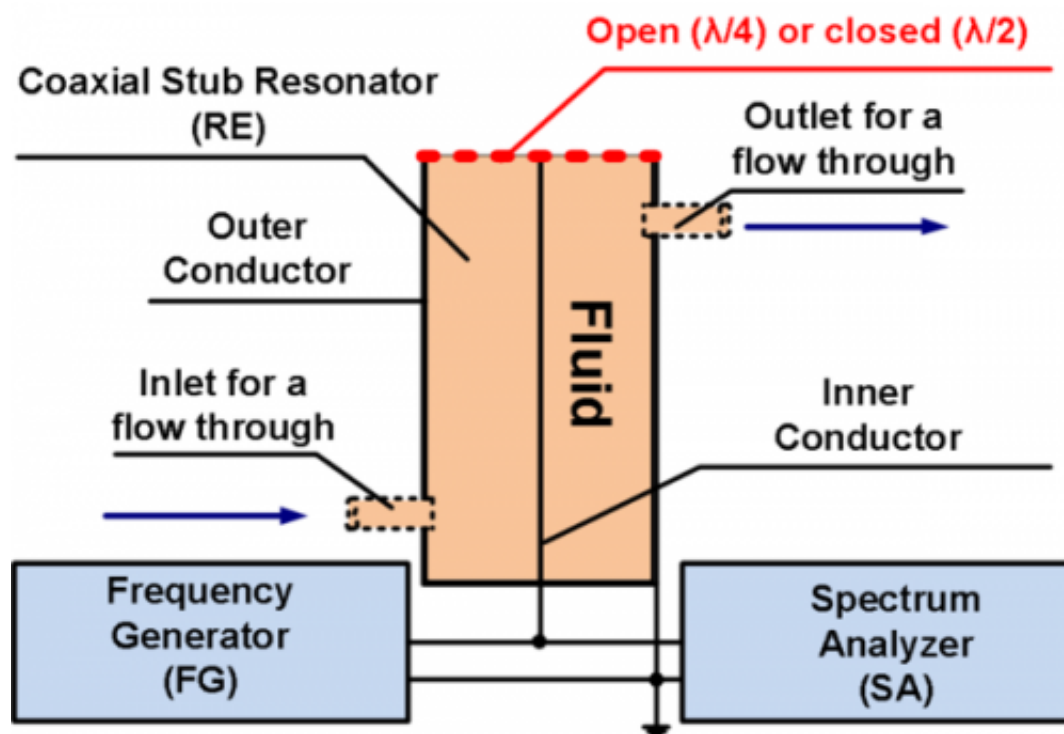 Open (λ/4) or closed (λ/2)
Coaxial Stub Resonator
(RE)
Outlet for a
flow through
Outer
Conductor
Fluid
Inlet for a
flow through
Inner
Conductor
Frequency
Generator
(FG)
Spectrum
Analyzer
(SA)